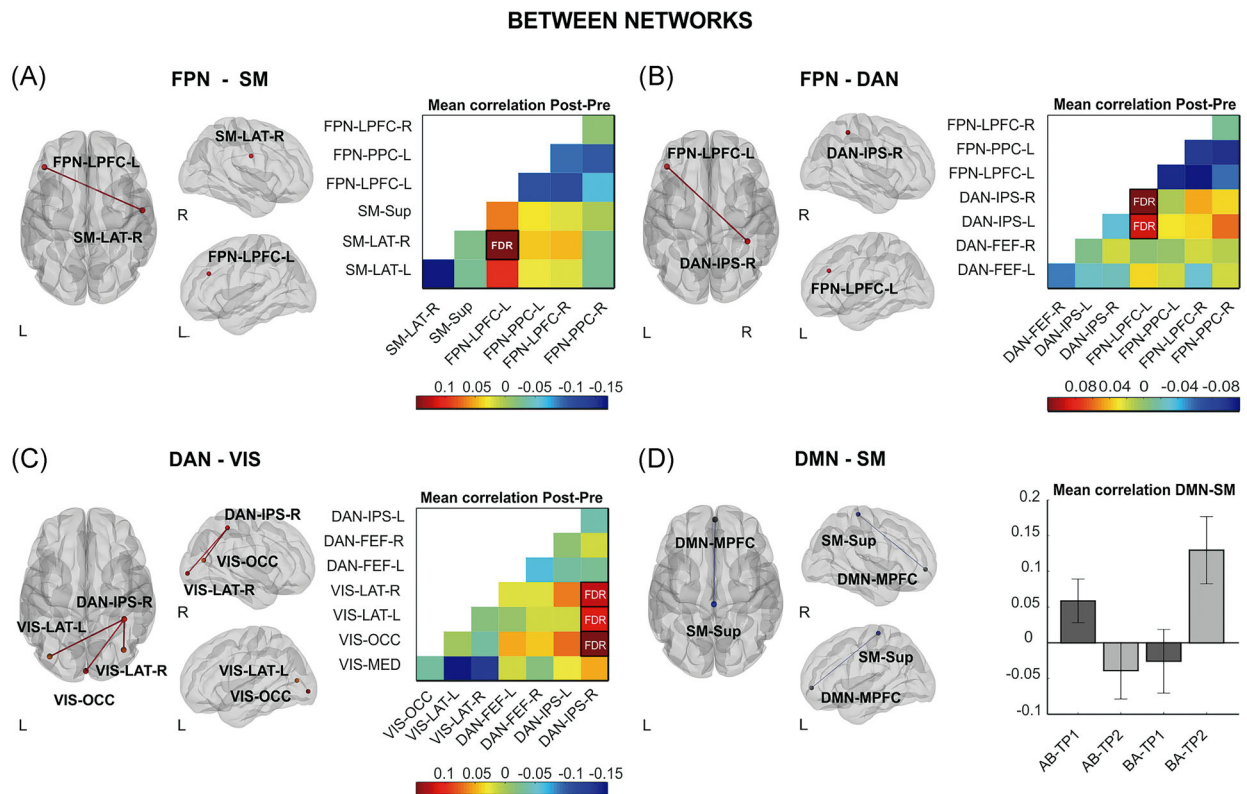 BETWEEN NETWORKS
(A)
FPN - SM
FPN-LPFC-L
SM-LAT-R
L
SM-LAT-R
R
FPN-LPFC-L
L
Mean correlation Post-Pre
FPN-LPFC-R
FPN-PPC-L
FPN-LPFC-L
SM-Sup
SM-LAT-R
FDR
SM-LAT-L
SM-LAT-R
SM-Sup
FPN-LPFC-L
FPN-PPC-L
FPN-LPFC-R
FPN-PPC-R
0.1 0.05 0 -0.05 -0.1 -0.15
(B)
FPN - DAN
FPN-LPFC-L
DAN-IPS-R
L R
DAN-IPS-R
R
FPN-LPFC-L
L
Mean correlation Post-Pre
FPN-LPFC-R
FPN-PPC-L
FPN-LPFC-L
DAN-IPS-R
FDR
DAN-IPS-L
FDR
DAN-FEF-R
DAN-FEF-L
DAN-FEF-R
DAN-IPS-L
DAN-IPS-R
FPN-LPFC-L
FPN-PPC-L
FPN-LPFC-R
FPN-PPC-R
0.08 0.04 0 -0.04 -0.08
(C)
DAN - VIS
DAN-IPS-R
VIS-LAT-L
VIS-LAT-R
VIS-OCC
L
DAN-IPS-R
VIS-OCC
VIS-LAT-R
R
VIS-LAT-L
VIS-OCC
L
Mean correlation Post-Pre
DAN-IPS-L
DAN-FEF-R
DAN-FEF-L
VIS-LAT-R
FDR
VIS-LAT-L
FDR
VIS-OCC
FDR
VIS-MED
VIS-OCC
VIS-LAT-L
VIS-LAT-R
DAN-FEF-L
DAN-FEF-R
DAN-IPS-L
DAN-IPS-R
0.1 0.05 0 -0.05 -0.1 -0.15
(D)
DMN - SM
DMN-MPFC
SM-Sup
L
SM-Sup
DMN-MPFC
R
SM-Sup
DMN-MPFC
L
Mean correlation DMN-SM
0.2
0.15
0.1
0.05
0
-0.05
-0.1
AB-TP1
AB-TP2
BA-TP1
BA-TP2